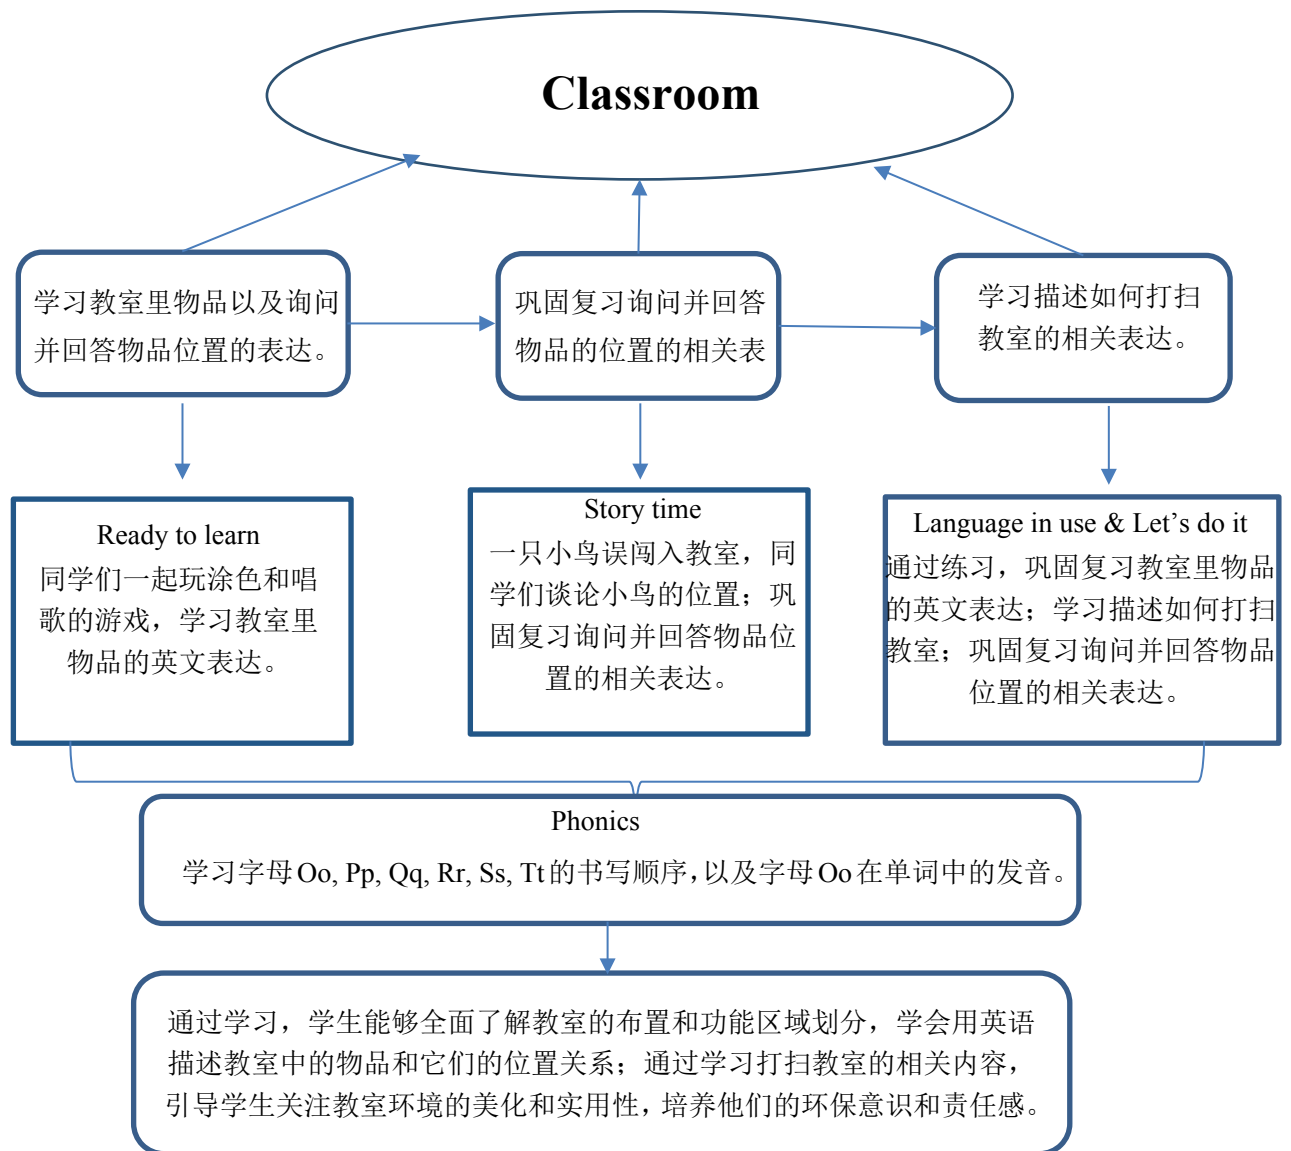 Classroom
学习教室里物品以及询问
并回答物品位置的表达。
巩固复习询问并回答
物品的位置的相关表
学习描述如何打扫
教室的相关表达。
Ready to learn
同学们一起玩涂色和唱
歌的游戏，学习教室里
物品的英文表达。
Story time
一只小鸟误闯入教室，同
学们谈论小鸟的位置；巩
固复习询问并回答物品位
置的相关表达。
Language in use & Let’s do it
通过练习，巩固复习教室里物品
的英文表达；学习描述如何打扫
教室；巩固复习询问并回答物品
位置的相关表达。
Phonics
学习字母 Oo, Pp, Qq, Rr, Ss, Tt 的书写顺序，以及字母 Oo 在单词中的发音。
通过学习，学生能够全面了解教室的布置和功能区域划分，学会用英语
描述教室中的物品和它们的位置关系；通过学习打扫教室的相关内容，
引导学生关注教室环境的美化和实用性，培养他们的环保意识和责任感。